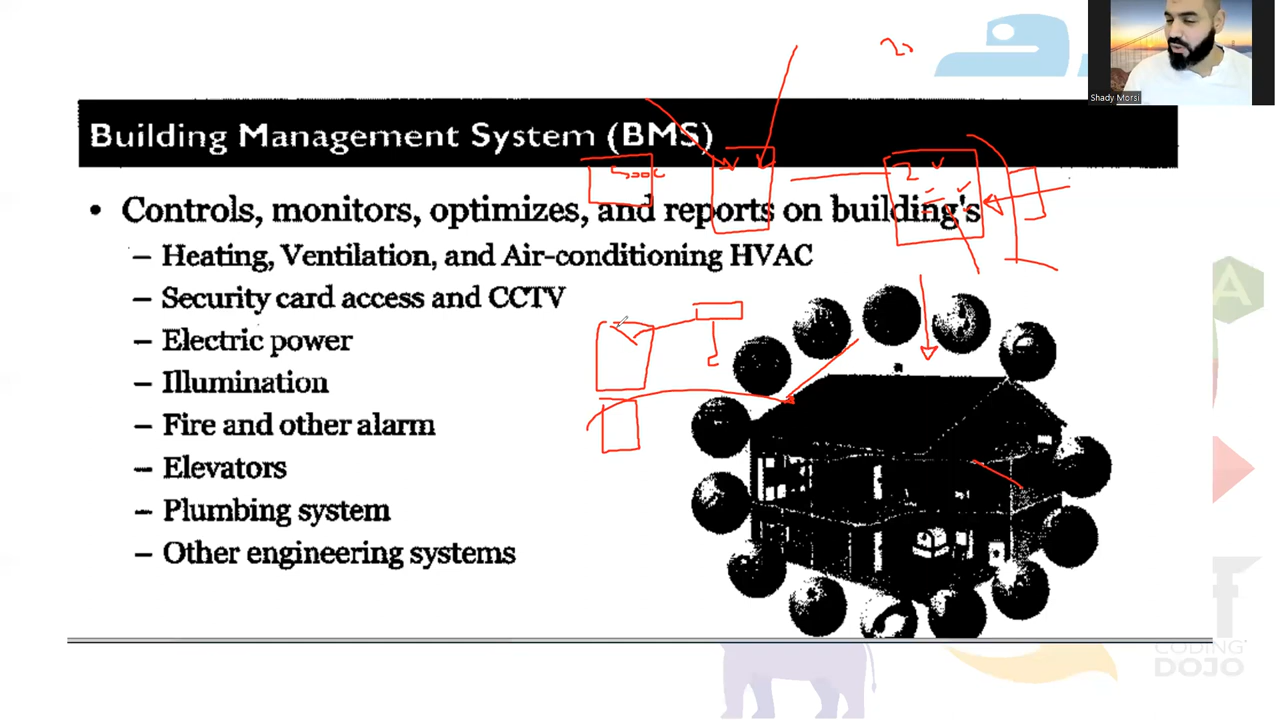 20
Shady Morsi
Building Management System (BMS)
• Controls, monitors, optimizes, and reports on building's
– Heating, Ventilation, and Air-conditioning HVAC
– Security card access and CCTV
– Electric power
– Illumination
– Fire and other alarm
– Elevators
– Plumbing system
– Other engineering systems
CODING
DOJO